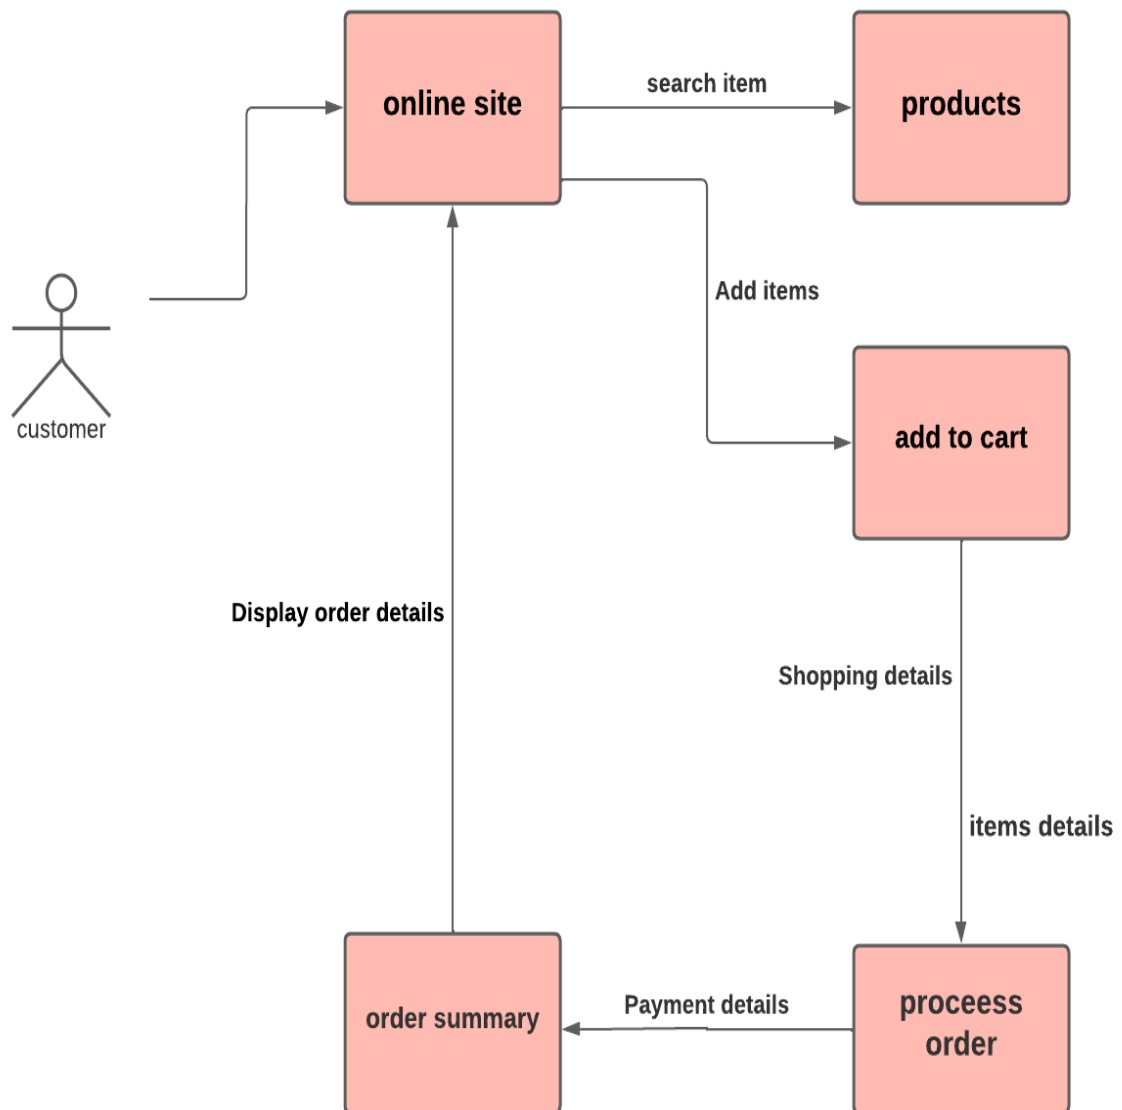 online site
search item
products
Add items
customer
add to cart
Display order details
Shopping details
items details
order summary
Payment details
proceess
order